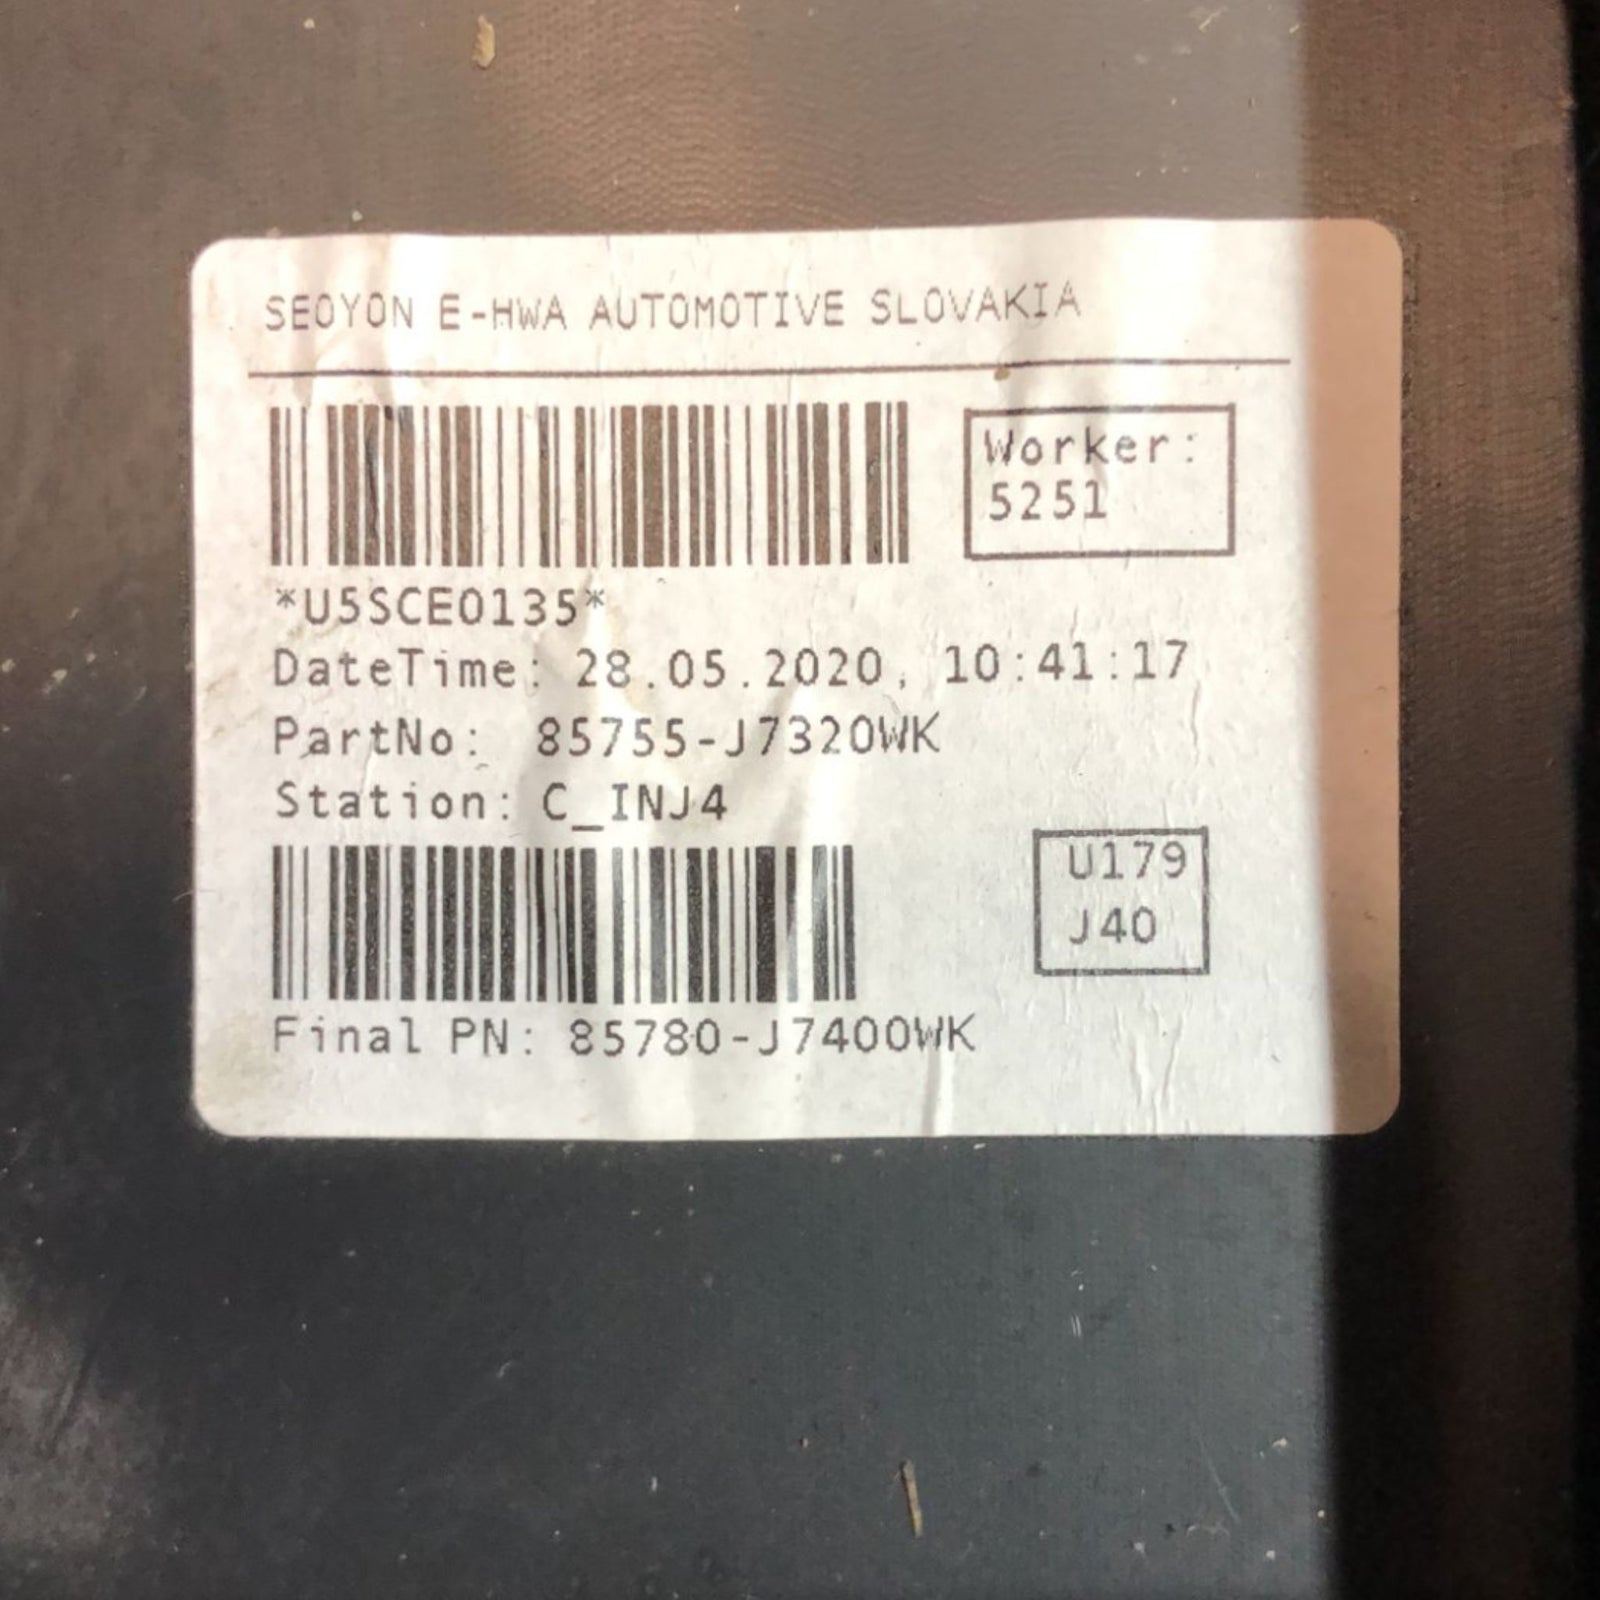 SEOYON E-HWA AUTOMOTIVE SLOVAKIA
Worker:
5251
*U5SCE0135*
DateTime: 28.05.2020, 10:41:17
PartNo: 85755-J7320WK
Station: C_INJ4
U179
J40
Final PN: 85780-J7400WK